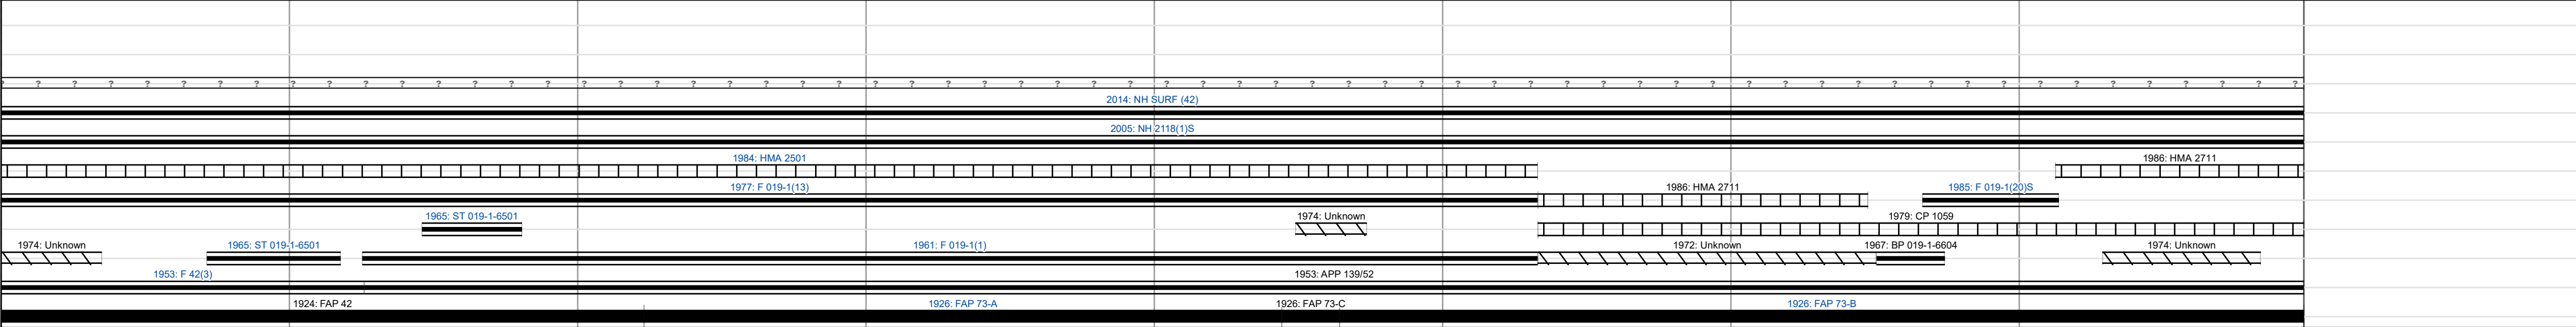 ? ? ? ? ? ? ? ? ? ? ? ? ? ? ? ? ? ? ? ? ? ? ? ? ? ? ? ? ? ? ? ? ? ? ? ? ? ? ? ? ? ? ? ? ? ? ? ? ? ? ? ? ? ? ? ? ? ? ? ? ? ? ? ?
2014: NH SURF (42)
2005: NH 2118(1)S
1984: HMA 2501 1986: HMA 2711
1977: F 019-1(13) 1986: HMA 2711 1985: F 019-1(20)S
1965: ST 019-1-6501 1974: Unknown 1979: CP 1059
1974: Unknown 1965: ST 019-1-6501 1961: F 019-1(1) 1972: Unknown 1967: BP 019-1-6604 1974: Unknown
1953: F 42(3) 1953: APP 139/52
1924: FAP 42 1926: FAP 73-A 1926: FAP 73-C 1926: FAP 73-B